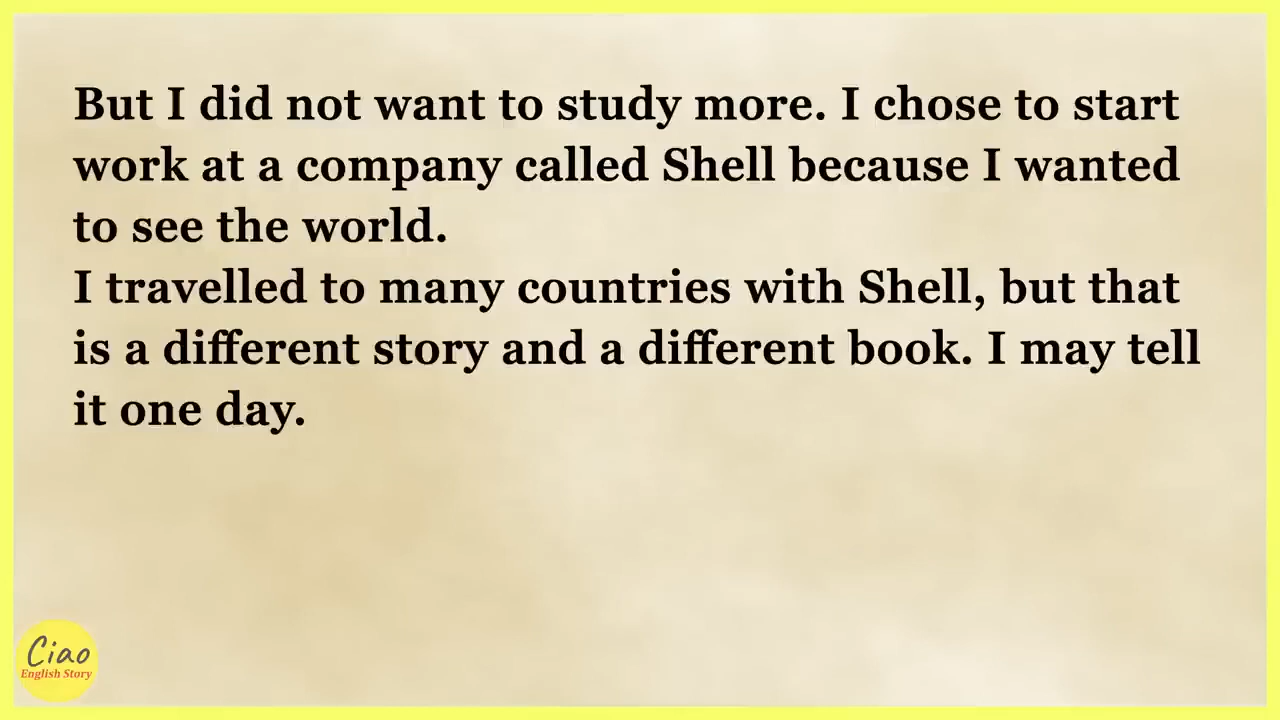 But I did not want to study more. I chose to start
work at a company called Shell because I wanted
to see the world.
I travelled to many countries with Shell, but that
is a different story and a different book. I may tell
it one day.
Ciao
English Story